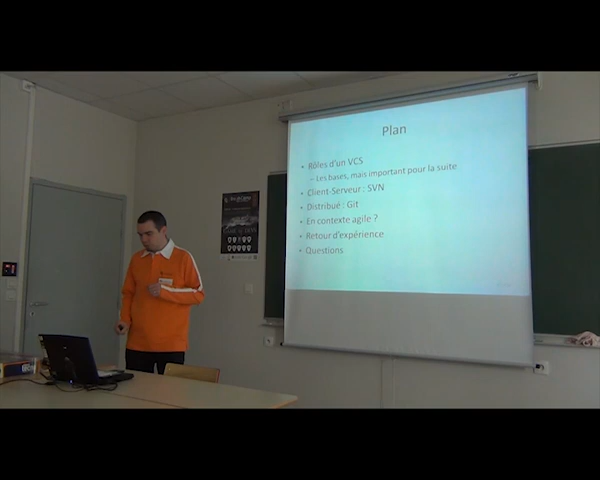 Plan
• Rôles d'un VCS
– Les bases, mais important pour la suite
• Client-Serveur : SVN
• Distribué : Git
• En contexte agile ?
• Retour d'expérience
• Questions